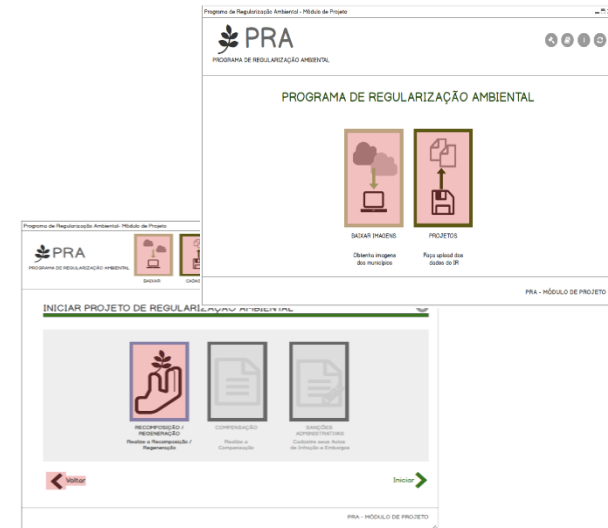 Programa de Regularização Ambiental - Módulo de Projeto
PRA
PROGRAMA DE REGULARIZAÇÃO AMBIENTAL
PROGRAMA DE REGULARIZAÇÃO AMBIENTAL
BAIXAR IMAGENS
Obtenha imagens
dos municípios
PROJETOS
Faça upload dos
dados do IR
PRA - MÓDULO DE PROJETO
Programa de Regularização Ambiental- Módulo de Projeto
PRA
PROGRAMA DE REGULARIZAÇÃO AMBIENTAL
BAIXAR
INICIAR PROJETO DE REGULARIZAÇÃO AMBIENTAL
RECOMPOSIÇÃO /
REGENERAÇÃO
Realize a Recomposição /
Regeneração
COMPENSAÇÃO
Realize a
Compensação
SANÇÕES
ADMINISTRATIVAS
Cadastre seus Autos
de Infração e Embargos
Voltar
Iniciar
PRA - MÓDULO DE PROJETO